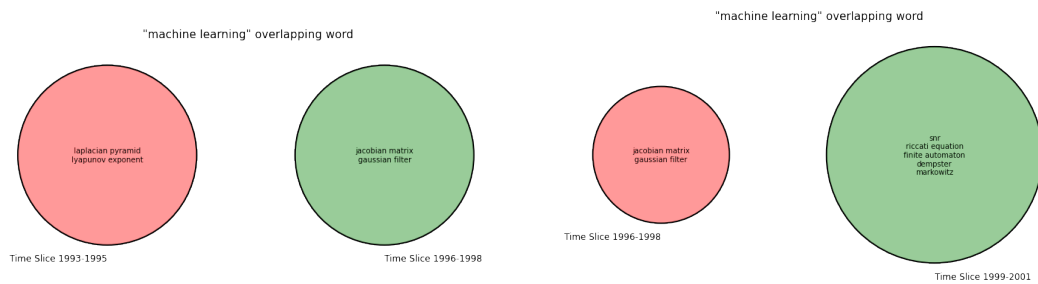 "machine learning" overlapping word
laplacian pyramid
lyapunov exponent
jacobian matrix
gaussian filter
Time Slice 1993-1995
Time Slice 1996-1998
"machine learning" overlapping word
jacobian matrix
gaussian filter
snr
riccati equation
finite automaton
dempster
markowitz
Time Slice 1996-1998
Time Slice 1999-2001